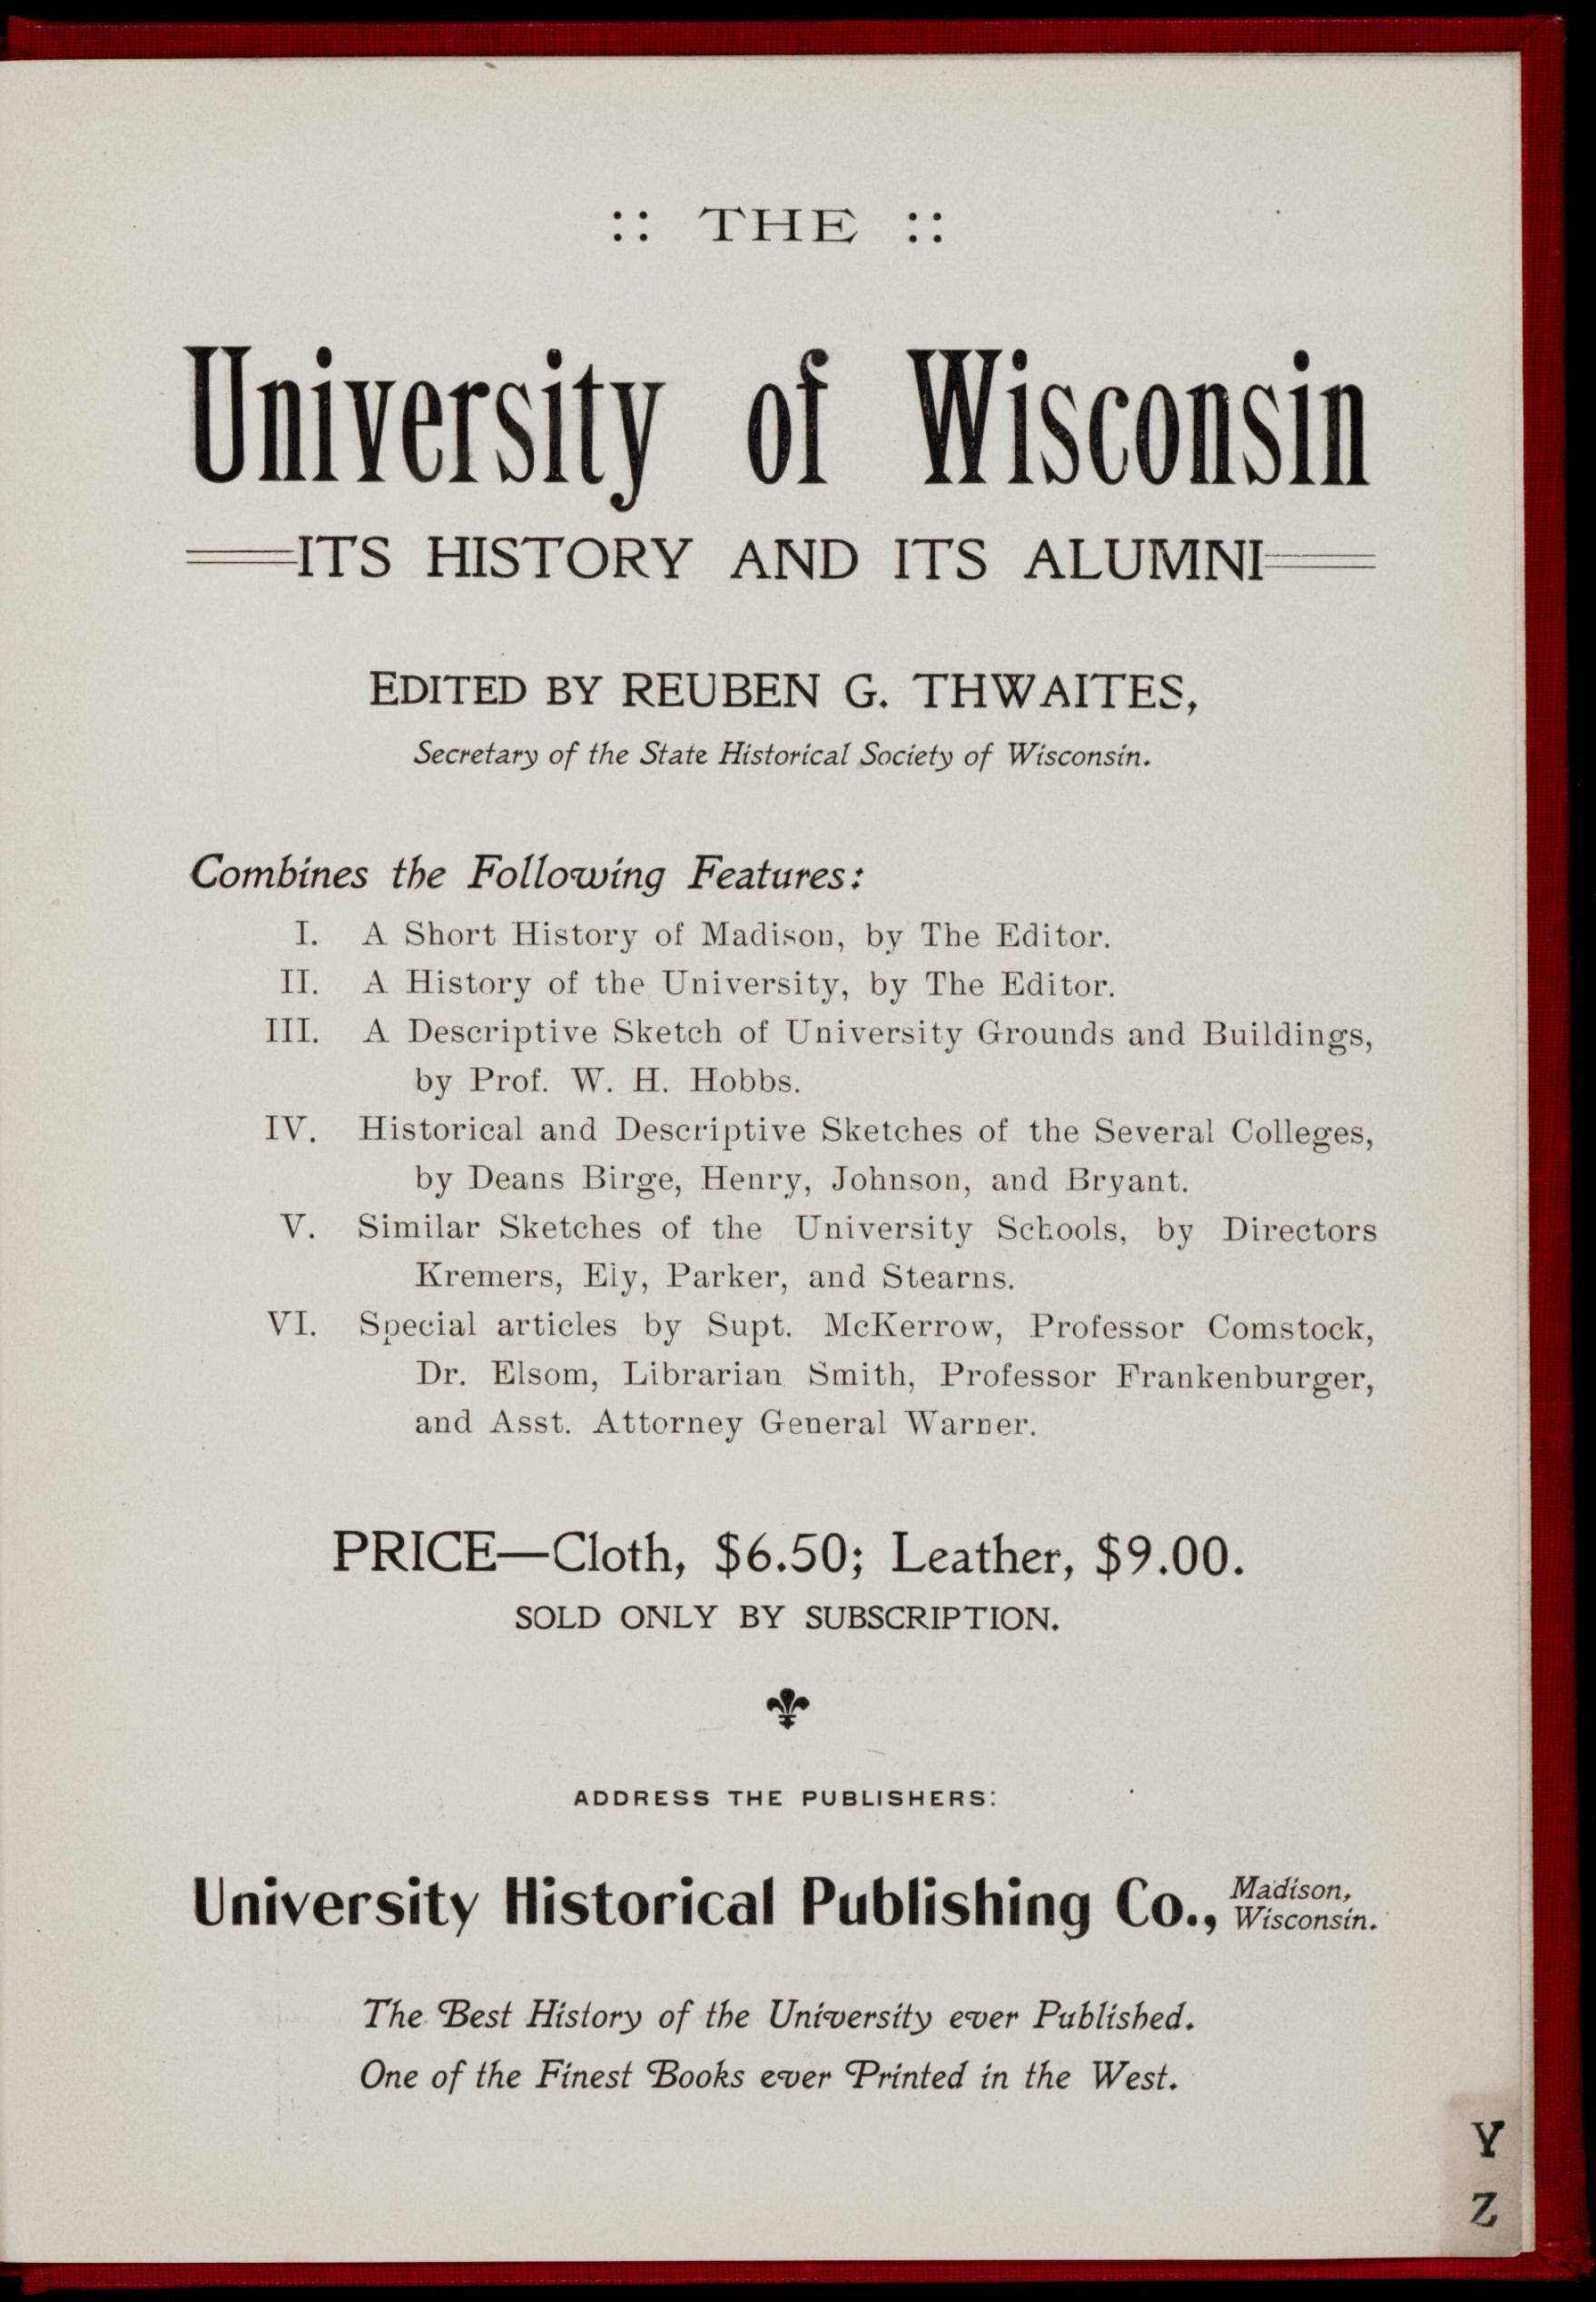 :: THE ::
University of Wisconsin
ITS HISTORY AND ITS ALUMNI
EDITED BY REUBEN G. THWAITES,
Secretary of the State Historical Society of Wisconsin.
Combines the Following Features:
I. A Short History of Madison, by The Editor.
II. A History of the University, by The Editor.
III. A Descriptive Sketch of University Grounds and Buildings,
by Prof. W. H. Hobbs.
IV. Historical and Descriptive Sketches of the Several Colleges,
by Deans Birge, Henry, Johnson, and Bryant.
V. Similar Sketches of the University Schools, by Directors
Kremers, Ely, Parker, and Stearns.
VI. Special articles by Supt. McKerrow, Professor Comstock,
Dr. Elsom, Librarian Smith, Professor Frankenburger,
and Asst. Attorney General Warner.
PRICE—Cloth, $6.50; Leather, $9.00.
SOLD ONLY BY SUBSCRIPTION.
ADDRESS THE PUBLISHERS:
University Historical Publishing Co., Madison,
Wisconsin.
The Best History of the University ever Published.
One of the Finest Books ever Printed in the West.
Y
Z